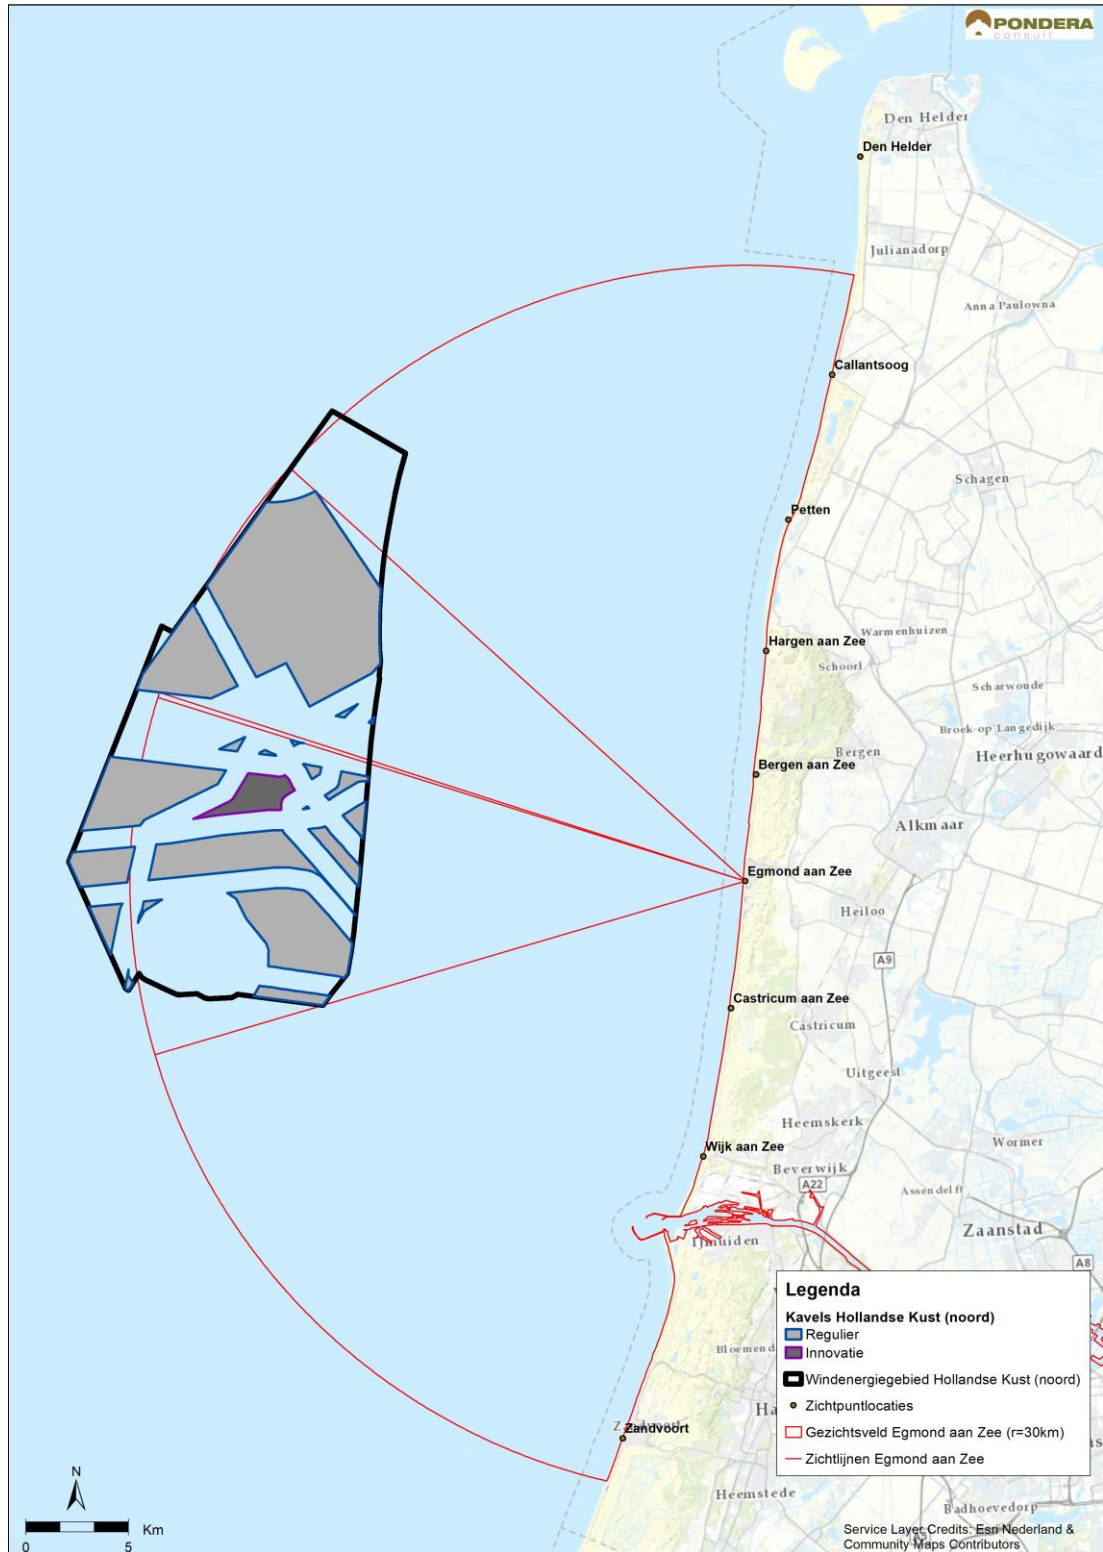 PONDERA
consult
Den Helder
Den Helder
Julianadorp
Anna Paulowna
Callantsoog
Schagen
Petten
Warmenhuizen
Hargen aan Zee
Schoorl
Scharwoude
Broek op Langedijk
Bergen
Heerhugowaard
Bergen aan Zee
Alkmaar
Egmond aan Zee
Heiloo
A9
Castricum aan Zee
Castricum
Uitgeest
Heemskerk
Wijk aan Zee
Wormer
Beverwijk
A22
Assendelft
Zaanstad
IJmuiden
A8
Legenda
Kavels Hollandse Kust (noord)
Regulier
Innovatie
Windenergiegebied Hollandse Kust (noord)
Zichtpuntlocaties
Gezichtsveld Egmond aan Zee (r=30km)
Zichtlijnen Egmond aan Zee
Bloemenda
Ha
Zandvoort
Zandvoort
Heemstede
Badhoevedorp
N
Km
0 5
Service Layer Credits: Esri Nederland &
Community Maps Contributors